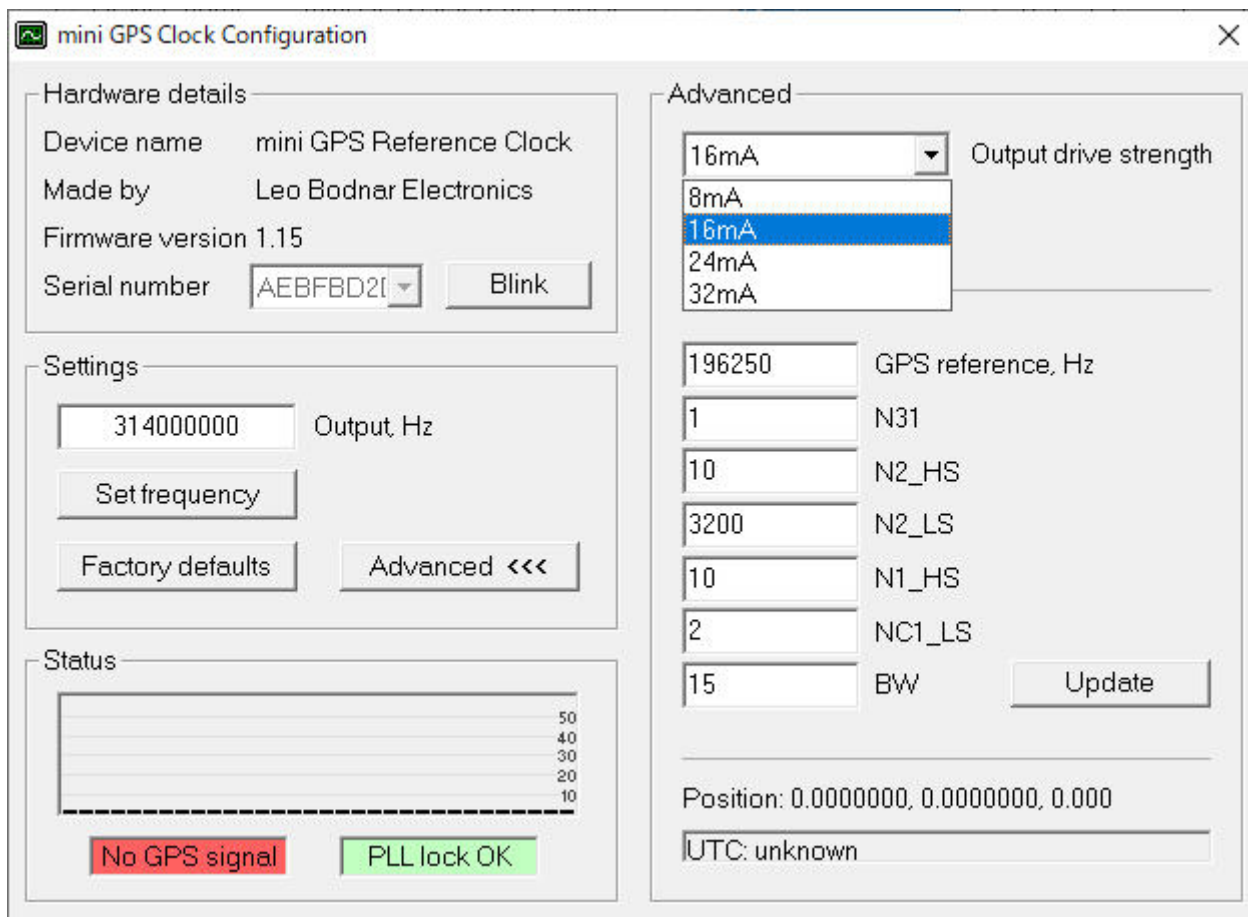 mini GPS Clock Configuration
Hardware details
Device name mini GPS Reference Clock
Made by Leo Bodnar Electronics
Firmware version 1.15
Serial number AEBFBD2 Blink
Settings
314000000 Output, Hz
Set frequency
Factory defaults Advanced <<<
Status
50
40
30
20
10
No GPS signal PLL lock OK
Advanced
16mA Output drive strength
8mA
16mA
24mA
32mA
196250 GPS reference, Hz
1 N31
10 N2_HS
3200 N2_LS
10 N1_HS
2 NC1_LS
15 BW Update
Position: 0.0000000, 0.0000000, 0.000
UTC: unknown